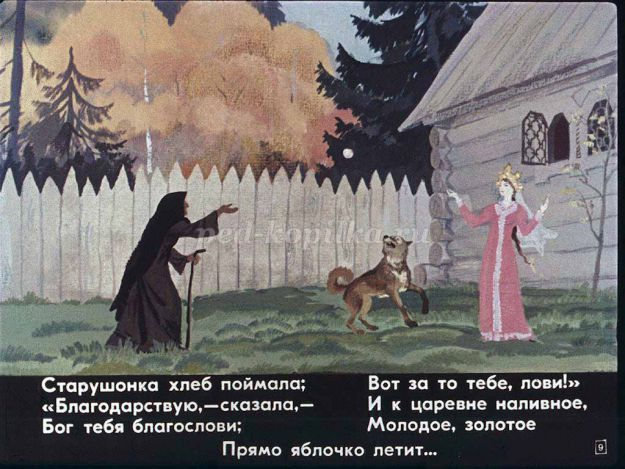 ped-kopilka.ru
Старушонка хлеб поймала;
«Благодарствую,—сказала,—
Бог тебя благослови;
Вот за то тебе, лови!»
И к царевне наливное,
Молодое, золотое
Прямо яблочко летит...
9